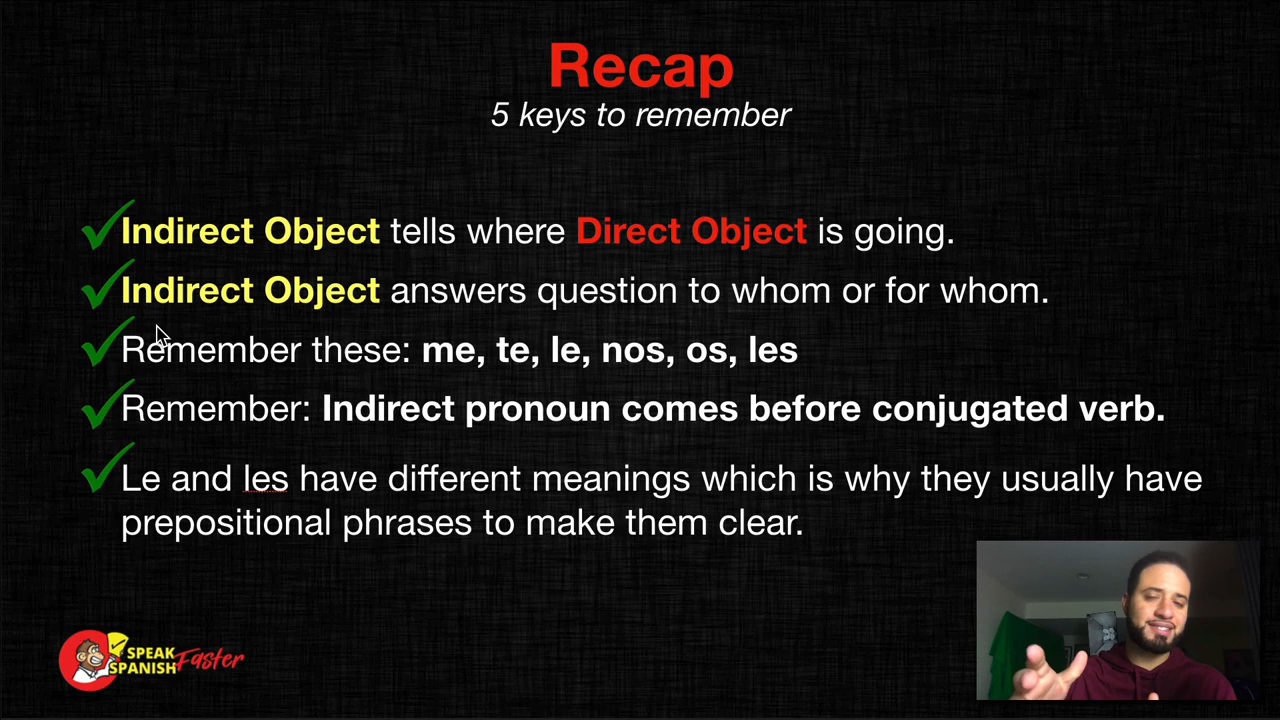 Recap
5 keys to remember
Indirect Object tells where Direct Object is going.
Indirect Object answers question to whom or for whom.
Remember these: me, te, le, nos, os, les
Remember: Indirect pronoun comes before conjugated verb.
Le and les have different meanings which is why they usually have
prepositional phrases to make them clear.
SPEAK
SPANISH Faster